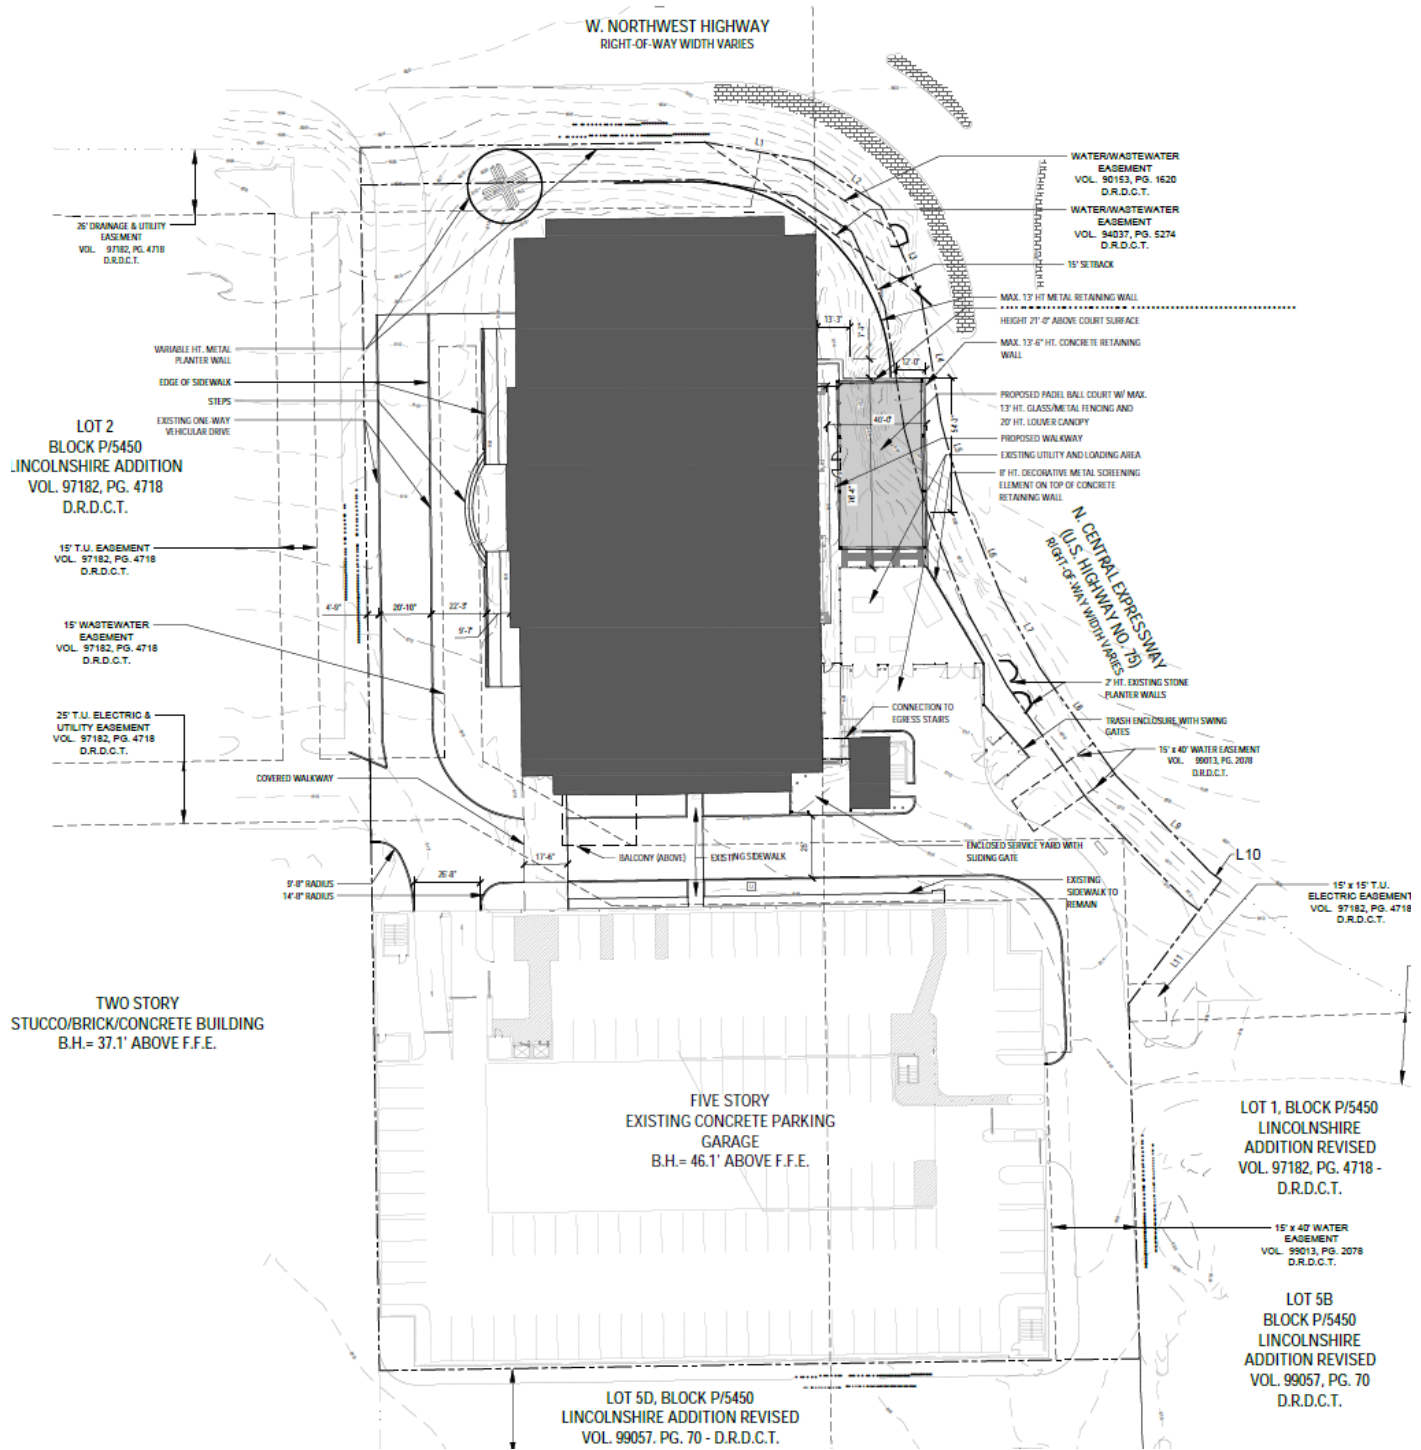 W. NORTHWEST HIGHWAY
RIGHT-OF-WAY WIDTH VARIES
L1
L2
L3
L4
L5
L6
L7
L8
L9
L10
L11
WATER/WASTEWATER
EASEMENT
VOL. 90153, PG. 1620
D.R.D.C.T.
WATER/WASTEWATER
EASEMENT
VOL. 94037, PG. 5274
D.R.D.C.T.
15' SETBACK
MAX. 13' HT METAL RETAINING WALL
HEIGHT 21'-0" ABOVE COURT SURFACE
MAX. 13'-6" HT. CONCRETE RETAINING
WALL
PROPOSED PADEL BALL COURT W/ MAX.
13' HT. GLASS/METAL FENCING AND
20' HT. LOUVER CANOPY
PROPOSED WALKWAY
EXISTING UTILITY AND LOADING AREA
8' HT. DECORATIVE METAL SCREENING
ELEMENT ON TOP OF CONCRETE
RETAINING WALL
26' DRAINAGE & UTILITY
EASEMENT
VOL. 97182, PG. 4718
D.R.D.C.T.
VARIABLE HT. METAL
PLANTER WALL
EDGE OF SIDEWALK
STEPS
EXISTING ONE-WAY
VEHICULAR DRIVE
LOT 2
BLOCK P/5450
LINCOLNSHIRE ADDITION
VOL. 97182, PG. 4718
D.R.D.C.T.
15' T.U. EASEMENT
VOL. 97182, PG. 4718
D.R.D.C.T.
15' WASTEWATER
EASEMENT
VOL. 97182, PG. 4718
D.R.D.C.T.
25' T.U. ELECTRIC &
UTILITY EASEMENT
VOL. 97182, PG. 4718
D.R.D.C.T.
13'-3"
12'-0"
40'-0"
54'-3"
4'-9"
20'-10"
22'-3"
9'-7"
N. CENTRAL EXPRESSWAY
(U.S. HIGHWAY NO. 75)
RIGHT-OF-WAY WIDTH VARIES
2' HT. EXISTING STONE
PLANTER WALLS
CONNECTION TO
EGRESS STAIRS
TRASH ENCLOSURE WITH SWING
GATES
15' x 40' WATER EASEMENT
VOL. 99013, PG. 2078
D.R.D.C.T.
COVERED WALKWAY
17'-6"
BALCONY (ABOVE)
EXISTING SIDEWALK
25'
ENCLOSED SERVICE YARD WITH
SLIDING GATE
EXISTING
SIDEWALK TO
REMAIN
9'-8" RADIUS
14'-8" RADIUS
26'-8"
15' x 15' T.U.
ELECTRIC EASEMENT
VOL. 97182, PG. 4718
D.R.D.C.T.
TWO STORY
STUCCO/BRICK/CONCRETE BUILDING
B.H.= 37.1' ABOVE F.F.E.
FIVE STORY
EXISTING CONCRETE PARKING
GARAGE
B.H.= 46.1' ABOVE F.F.E.
LOT 1, BLOCK P/5450
LINCOLNSHIRE
ADDITION REVISED
VOL. 97182, PG. 4718 -
D.R.D.C.T.
15' x 40' WATER
EASEMENT
VOL. 99013, PG. 2078
D.R.D.C.T.
LOT 5B
BLOCK P/5450
LINCOLNSHIRE
ADDITION REVISED
VOL. 99057, PG. 70
D.R.D.C.T.
LOT 5D, BLOCK P/5450
LINCOLNSHIRE ADDITION REVISED
VOL. 99057. PG. 70 - D.R.D.C.T.